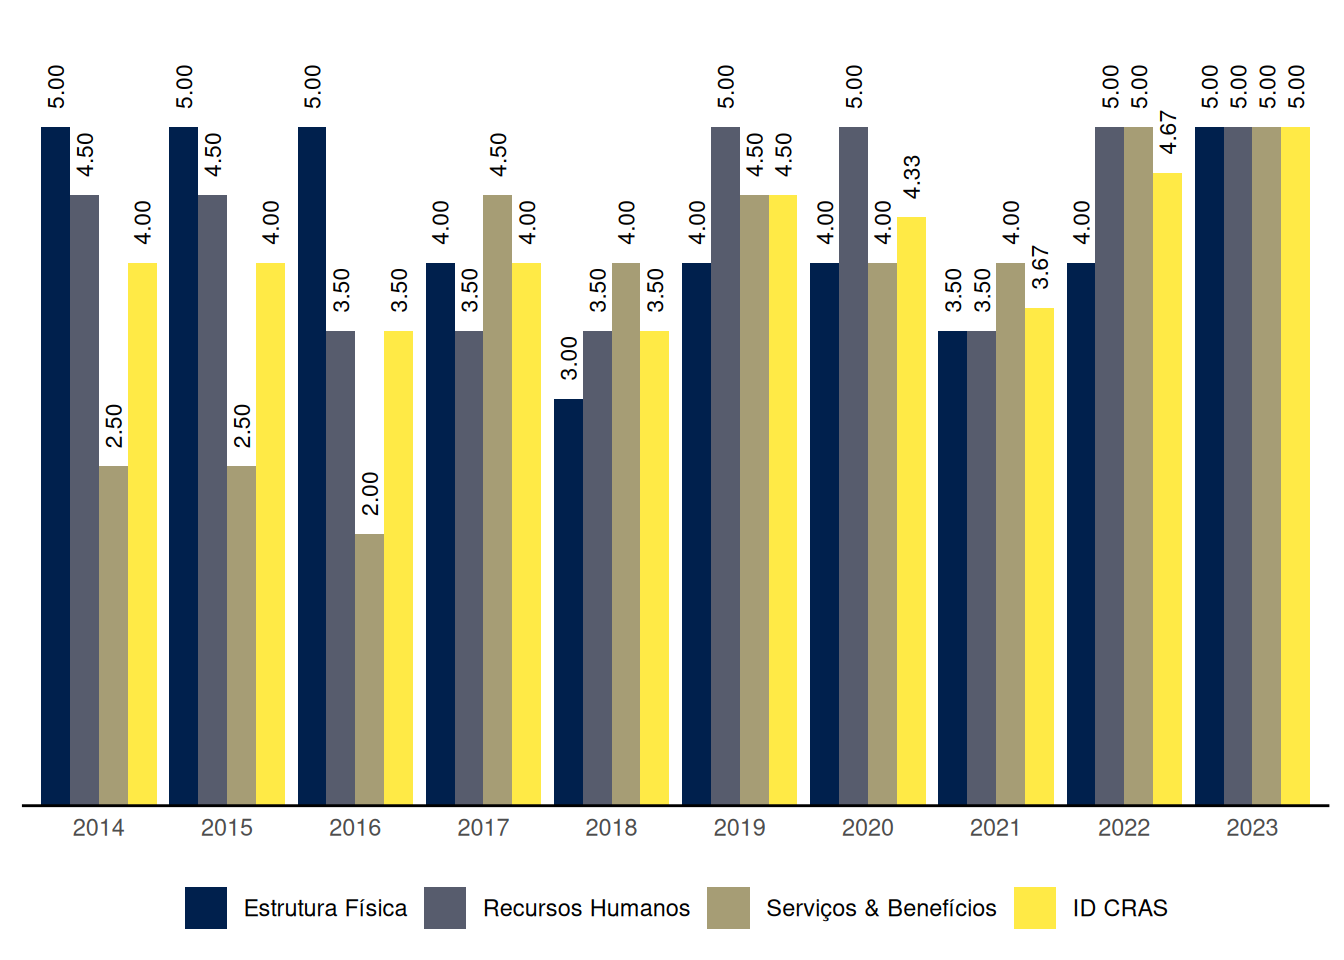 5.00 4.50 2.50 4.00
5.00 4.50 2.50 4.00
5.00 3.50 2.00 3.50
4.00 3.50 4.50 4.00
3.00 3.50 4.00 3.50
4.00 5.00 4.50 4.50
4.00 5.00 4.00 4.33
3.50 3.50 4.00 3.67
4.00 5.00 5.00 4.67
5.00 5.00 5.00 5.00
2014 2015 2016 2017 2018 2019 2020 2021 2022 2023
Estrutura Física Recursos Humanos Serviços & Benefícios ID CRAS